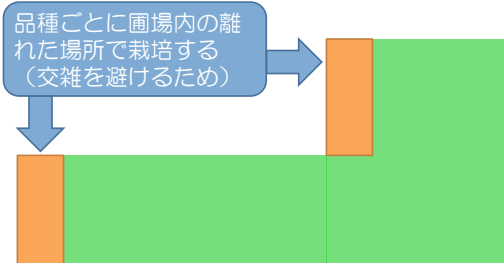 品種ごとに圃場内の離
れた場所で栽培する
（交雑を避けるため）